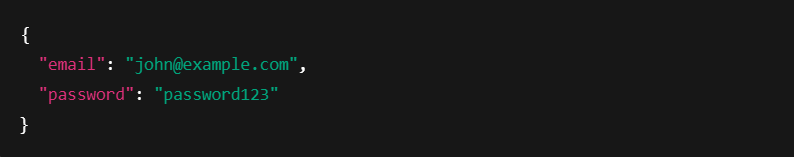 {
  "email": "john@example.com",
  "password": "password123"
}